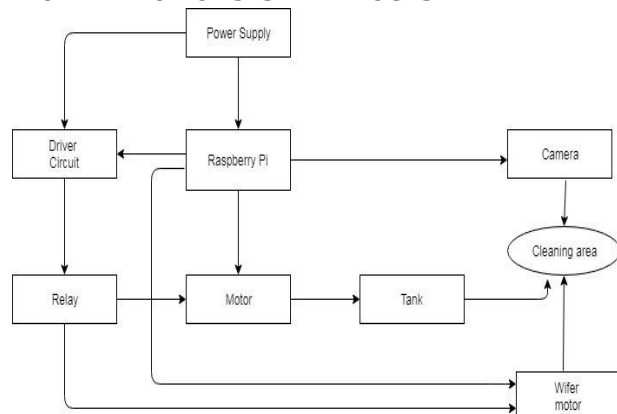 Power Supply
Driver
Circuit
Raspberry Pi
Camera
Cleaning area
Relay
Motor
Tank
Wifer
motor